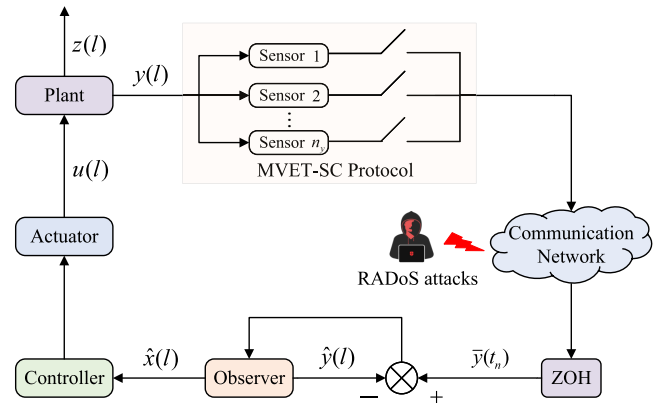 z(l)
y(l)
Plant
Sensor 1
Sensor 2
⋮
Sensor n_y
MVET-SC Protocol
u(l)
Actuator
RADoS attacks
Communication
Network
x̂(l)
ŷ(l)
ȳ(t_n)
Controller
Observer
ZOH
− +